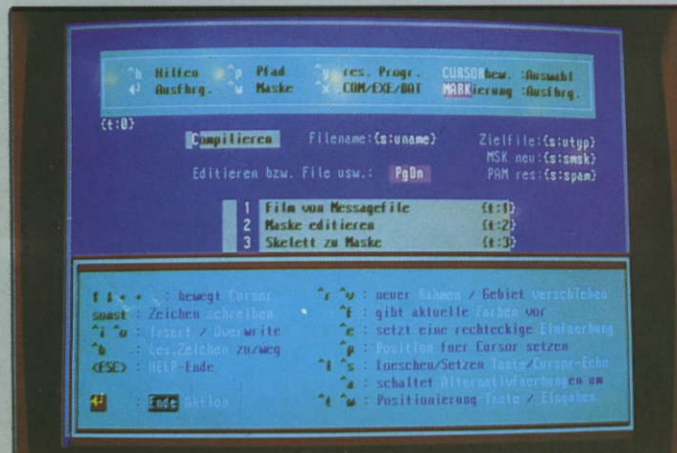 ^h Hilfen ^p Pfad ^y res. Progr. CURSORbew. :Auswahl
Ausfhrg. ^w Maske ^x COM/EXE/BAT MARKierung :Ausfhrg.
{t:0}
Compilieren Filename:{s:uname} Zielfile:{s:utyp}
MSK neu:{s:smsk}
Editieren bzw. File usw.: PgDn PAM res:{s:spam}
1 Film von Messagefile {t:1}
2 Maske editieren {t:2}
3 Skelett zu Maske {t:3}
: bewegt Cursor ^r ^v : neuer Rahmen / Gebiet verschieben
sonst : Zeichen schreiben ^f : gibt aktuelle Farben vor
^i ^o : Insert / Overwrite ^e : setzt eine rechteckige Einfaerbung
^b : Les.Zeichen zu/weg ^p : Position fuer Cursor setzen
<ESC> : HELP-Ende ^l ^s : Loeschen/Setzen Taste/Cursor-Echo
^a : schaltet Alternativfaerbungen um
: Ende Aktion ^t ^w : Positionierung Taste / Eingaben